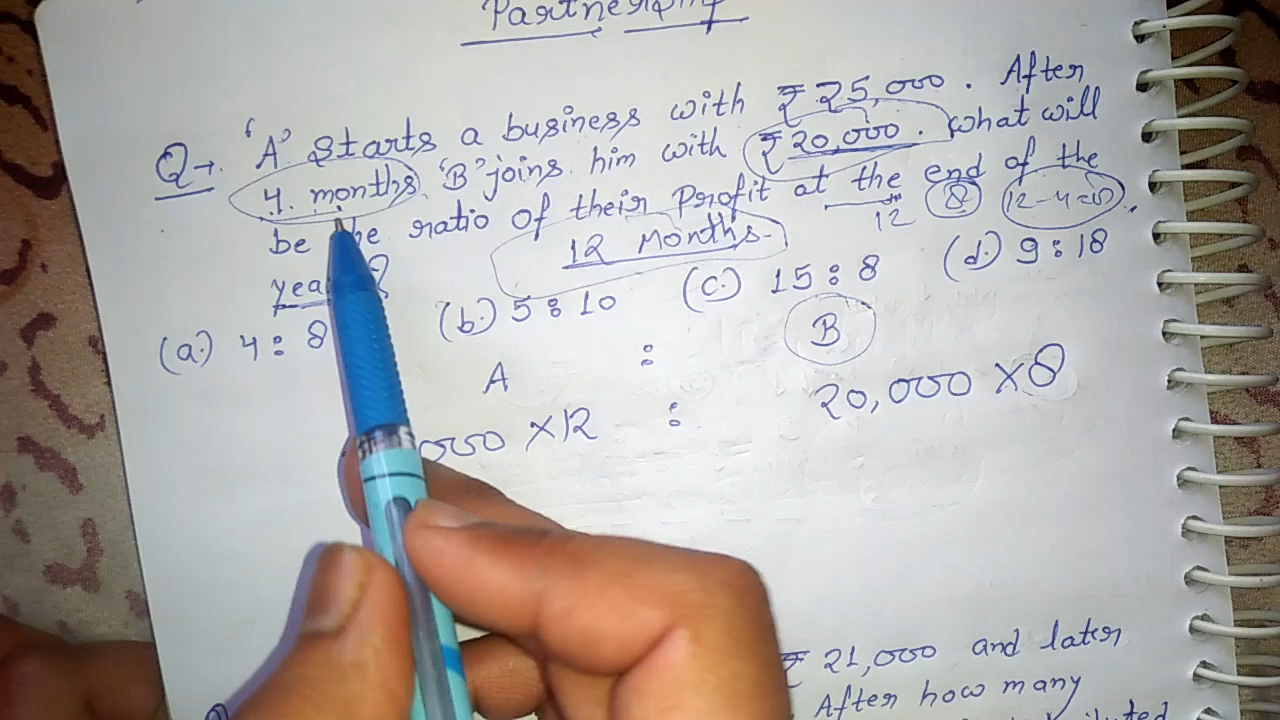 Partnership
Q→. 'A' starts a business with ₹ 25,000. After
4. months 'B' joins him with ₹ 20,000. What will
be the ratio of their Profit at the end of the
12 8 12-4=8
year? 12 Months.
(a.) 4:8 (b.) 5:10 (c.) 15:8 (d.) 9:18
A : B
000 ×12 : 20,000 ×8
₹ 21,000 and later
After how many